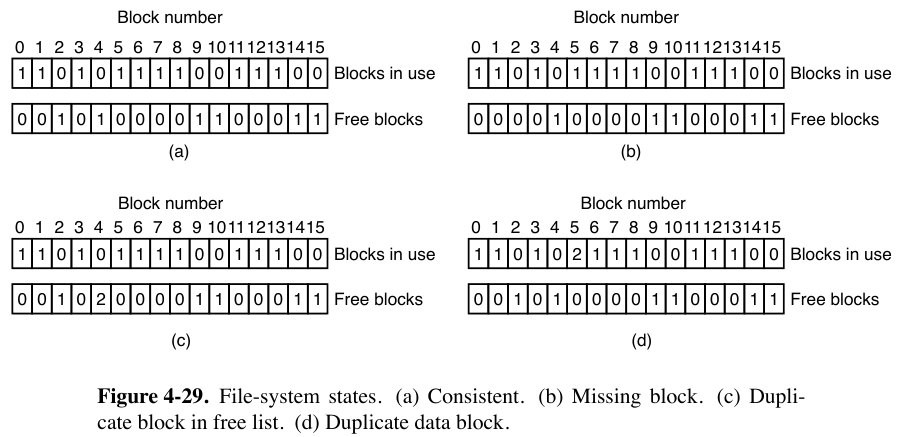 Block number
0 1 2 3 4 5 6 7 8 9 10 11 12 13 14 15
1 1 0 1 0 1 1 1 1 0 0 1 1 1 0 0 Blocks in use
0 0 1 0 1 0 0 0 0 1 1 0 0 0 1 1 Free blocks
(a)
Block number
0 1 2 3 4 5 6 7 8 9 10 11 12 13 14 15
1 1 0 1 0 1 1 1 1 0 0 1 1 1 0 0 Blocks in use
0 0 0 0 1 0 0 0 0 1 1 0 0 0 1 1 Free blocks
(b)
Block number
0 1 2 3 4 5 6 7 8 9 10 11 12 13 14 15
1 1 0 1 0 1 1 1 1 0 0 1 1 1 0 0 Blocks in use
0 0 1 0 2 0 0 0 0 1 1 0 0 0 1 1 Free blocks
(c)
Block number
0 1 2 3 4 5 6 7 8 9 10 11 12 13 14 15
1 1 0 1 0 2 1 1 1 0 0 1 1 1 0 0 Blocks in use
0 0 1 0 1 0 0 0 0 1 1 0 0 0 1 1 Free blocks
(d)
Figure 4-29. File-system states. (a) Consistent. (b) Missing block. (c) Dupli-
cate block in free list. (d) Duplicate data block.